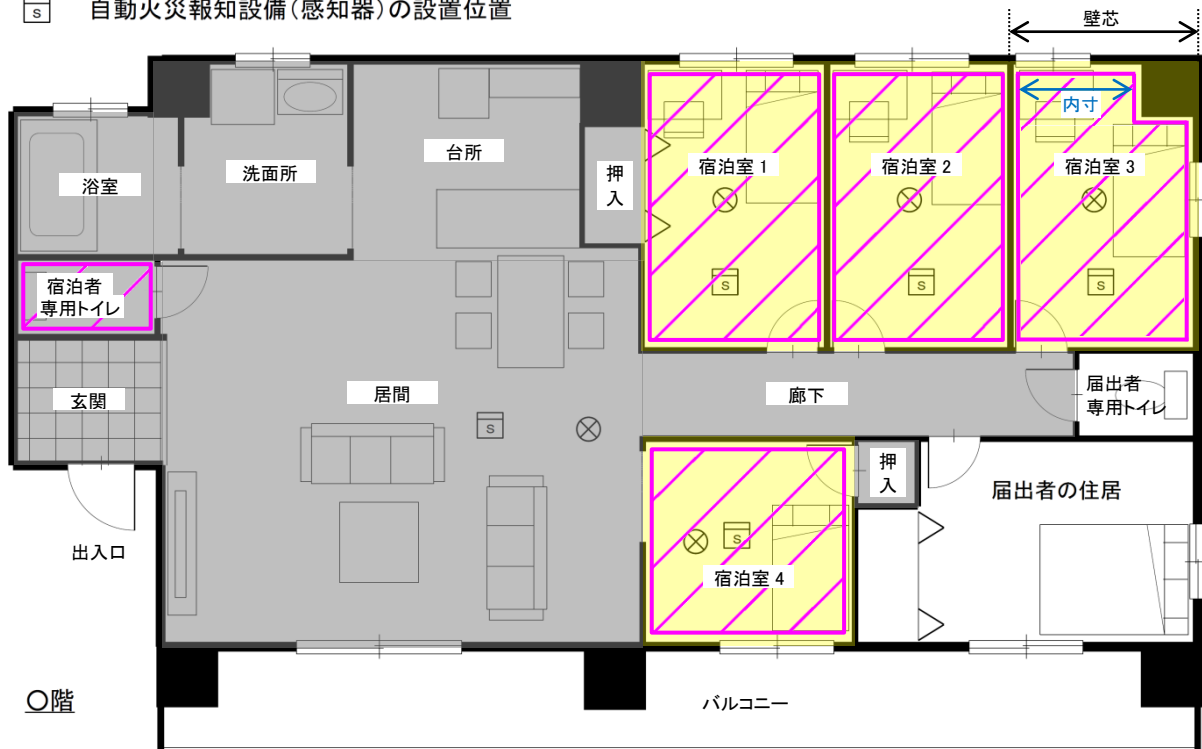 S 自動火災報知設備(感知器)の設置位置
壁芯
内寸
浴室
洗面所
台所
押
入
宿泊室1
宿泊室2
宿泊室3
S
S
S
宿泊者
専用トイレ
玄関
居間
S
廊下
届出者
専用トイレ
押
入
届出者の住居
S
宿泊室4
出入口
〇階
バルコニー